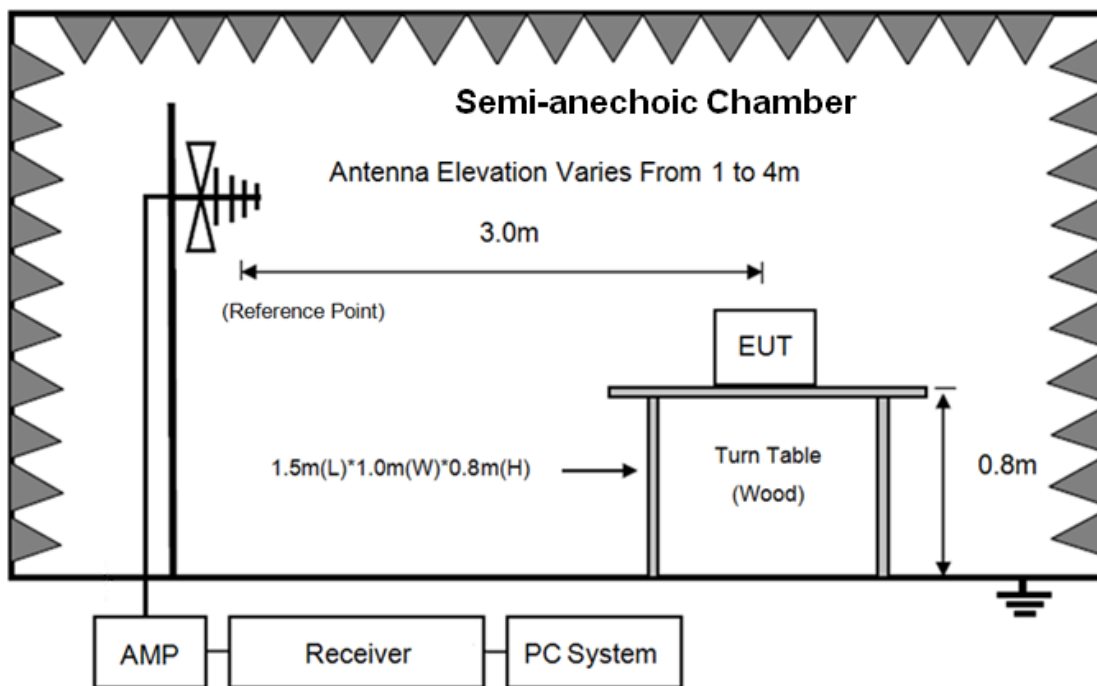 Semi-anechoic Chamber
Antenna Elevation Varies From 1 to 4m
3.0m
(Reference Point)
EUT
1.5m(L)*1.0m(W)*0.8m(H)
Turn Table
(Wood)
0.8m
AMP
Receiver
PC System